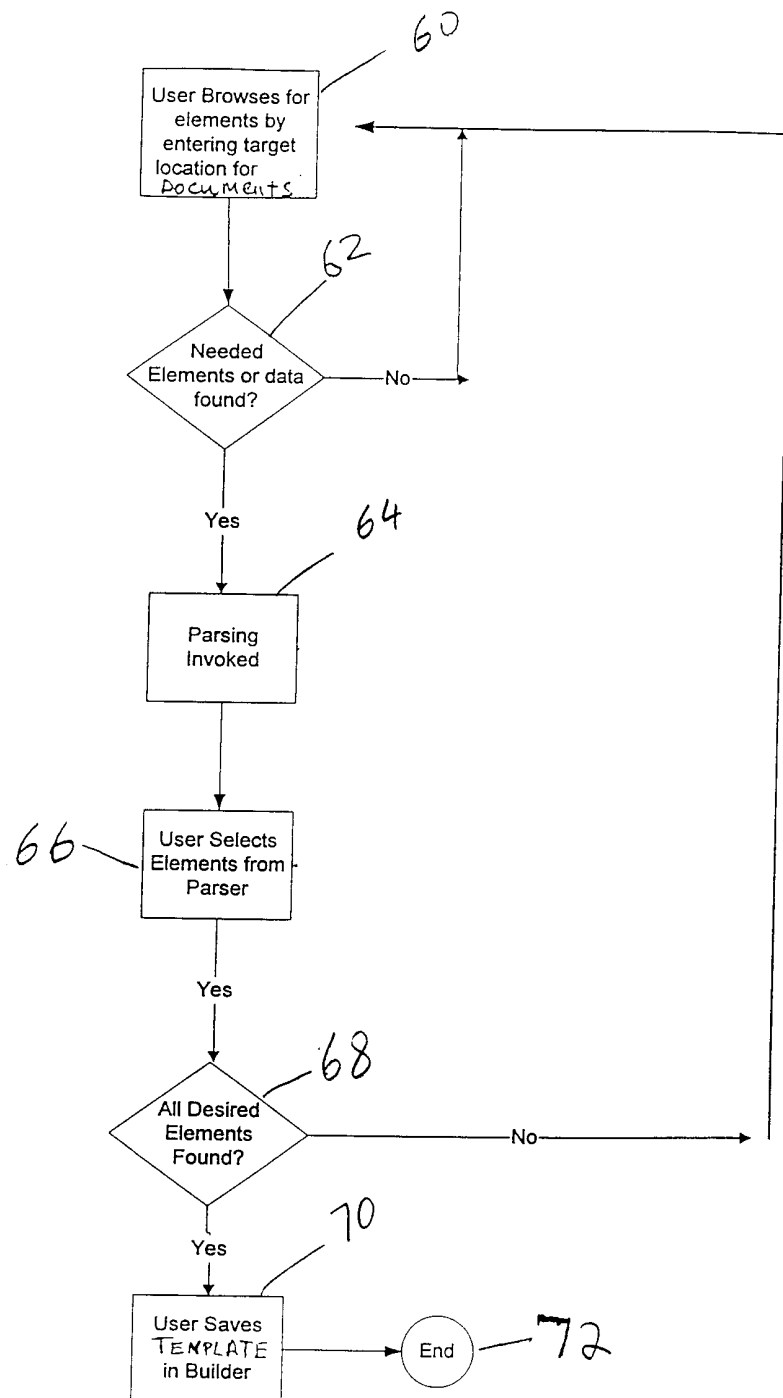 60
User Browses for
elements by
entering target
location for
Documents
62
Needed
Elements or data
found?
No
Yes
64
Parsing
Invoked
66
User Selects
Elements from
Parser
Yes
68
All Desired
Elements
Found?
No
Yes
70
User Saves
TEMPLATE
in Builder
End
72